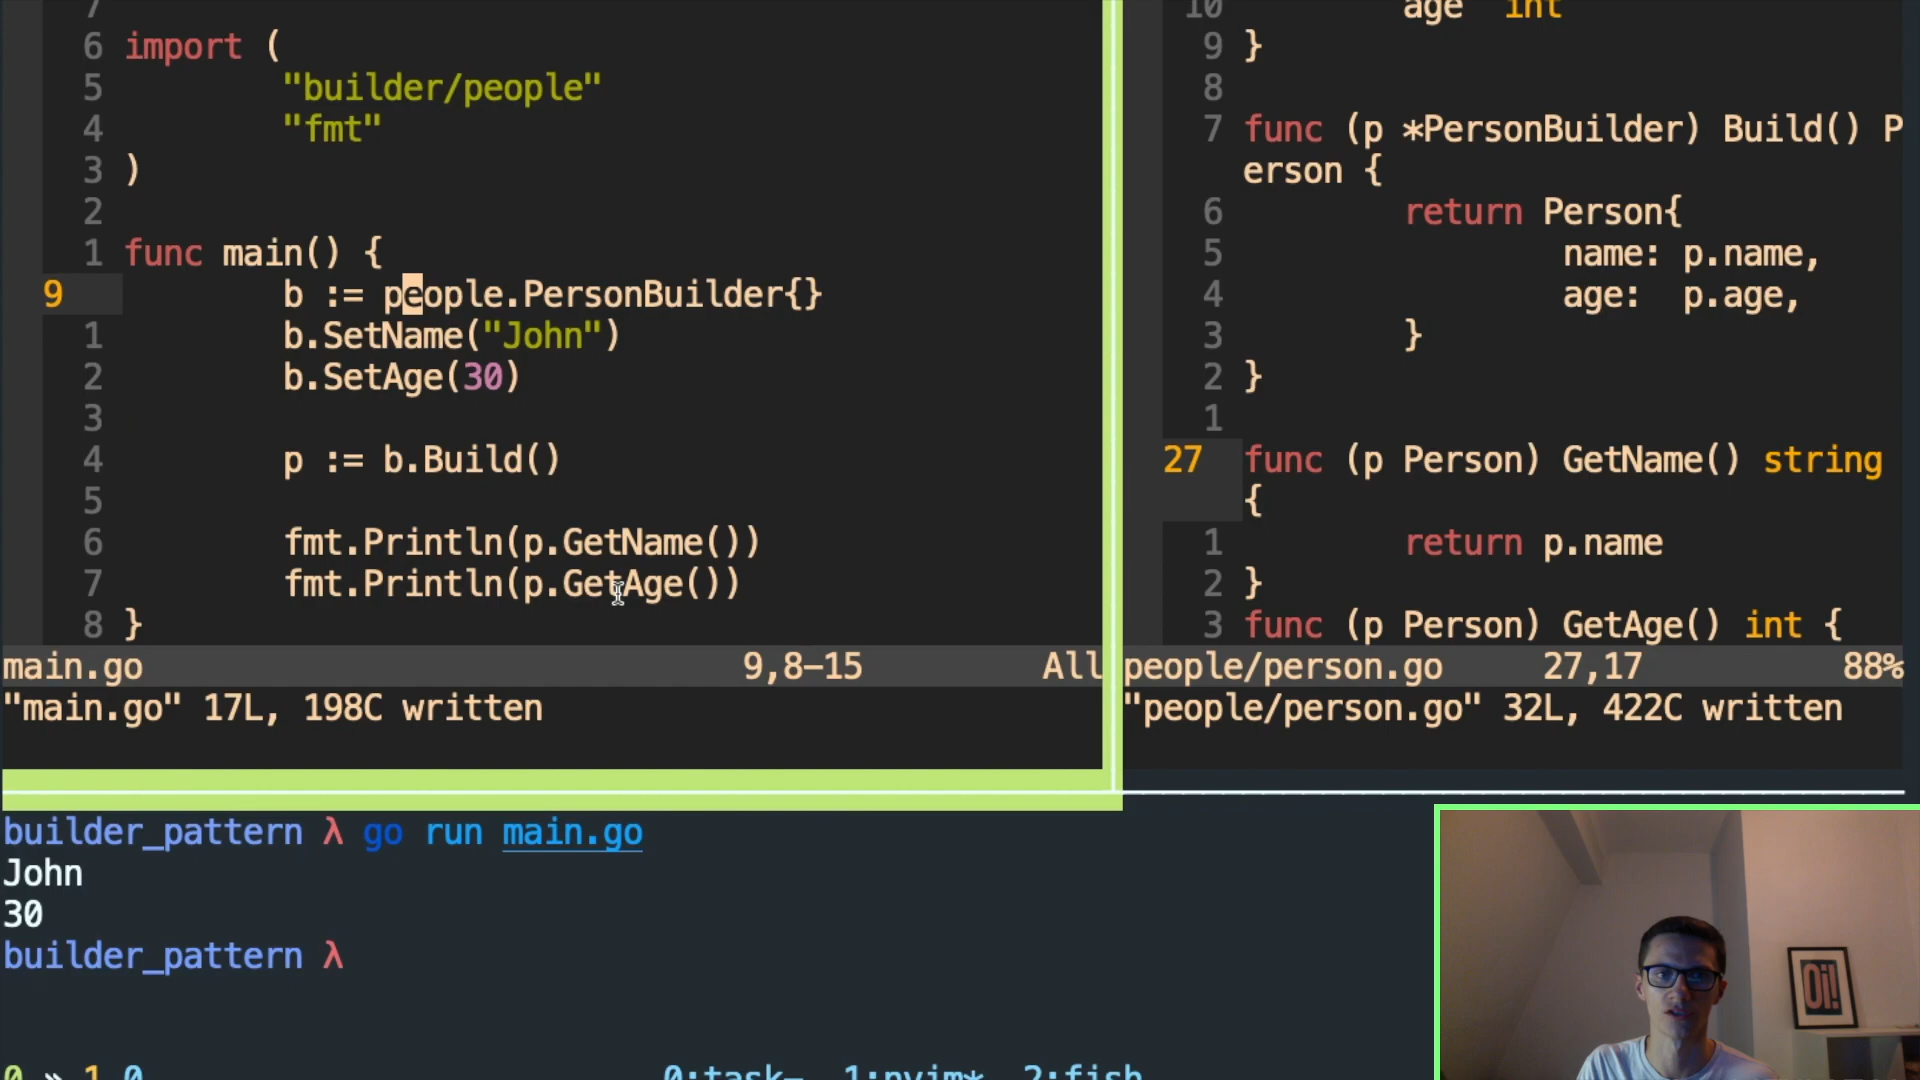 7
6 import (
5 "builder/people"
4 "fmt"
3 )
2
1 func main() {
9 b := people.PersonBuilder{}
1 b.SetName("John")
2 b.SetAge(30)
3
4 p := b.Build()
5
6 fmt.Println(p.GetName())
7 fmt.Println(p.GetAge())
8 }
main.go 9,8-15 All
"main.go" 17L, 198C written
10 age int
9 }
8
7 func (p *PersonBuilder) Build() P
erson {
6 return Person{
5 name: p.name,
4 age: p.age,
3 }
2 }
1
27 func (p Person) GetName() string
{
1 return p.name
2 }
3 func (p Person) GetAge() int {
people/person.go 27,17 88%
"people/person.go" 32L, 422C written
builder_pattern λ go run main.go
John
30
builder_pattern λ
Oi!
0 » 1 0 0:task- 1:nvim* 2:fish